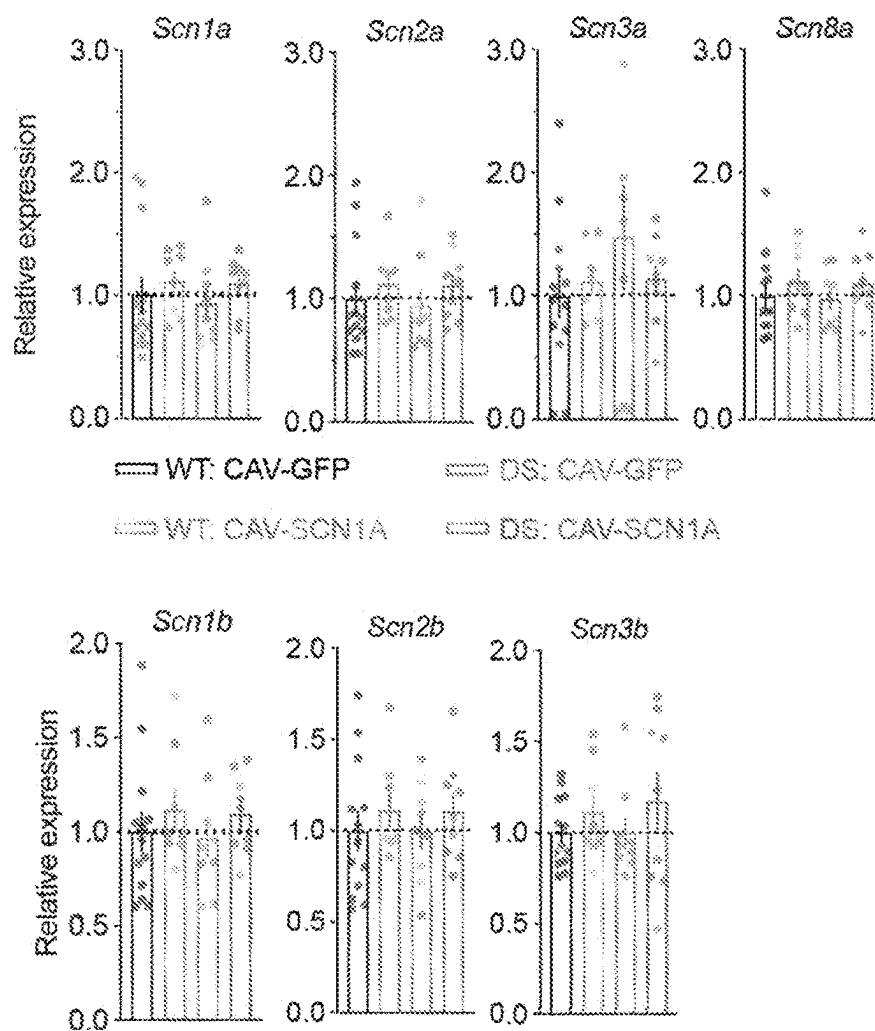 Scn1a Scn2a Scn3a Scn8a
Relative expression
3.0 3.0 3.0 3.0
2.0 2.0 2.0 2.0
1.0 1.0 1.0 1.0
0.0 0.0 0.0 0.0
WT: CAV-GFP DS: CAV-GFP
WT: CAV-SCN1A DS: CAV-SCN1A
Scn1b Scn2b Scn3b
Relative expression
2.0 2.0 2.0
1.5 1.5 1.5
1.0 1.0 1.0
0.5 0.5 0.5
0.0 0.0 0.0